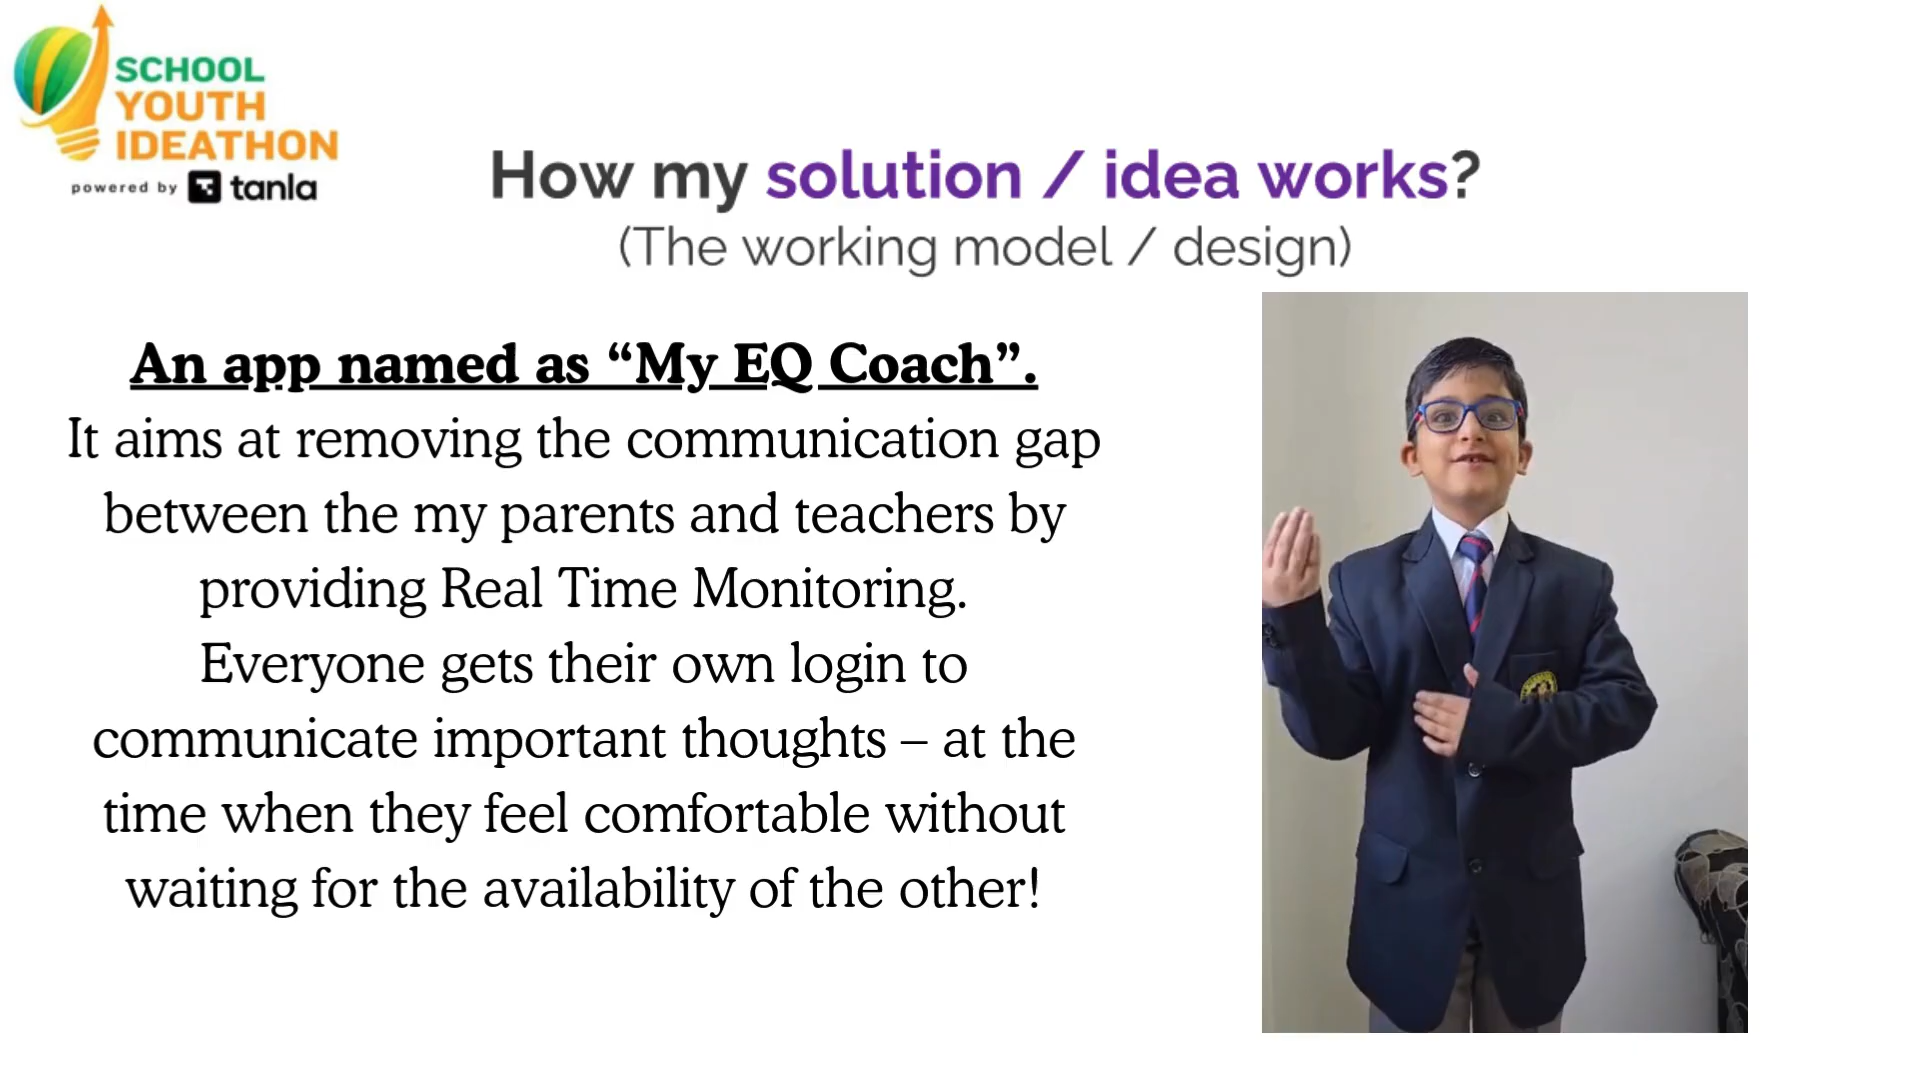 SCHOOL
YOUTH
IDEATHON
powered by tanla
How my solution / idea works?
(The working model / design)
An app named as “My EQ Coach”.
It aims at removing the communication gap
between the my parents and teachers by
providing Real Time Monitoring.
Everyone gets their own login to
communicate important thoughts – at the
time when they feel comfortable without
waiting for the availability of the other!